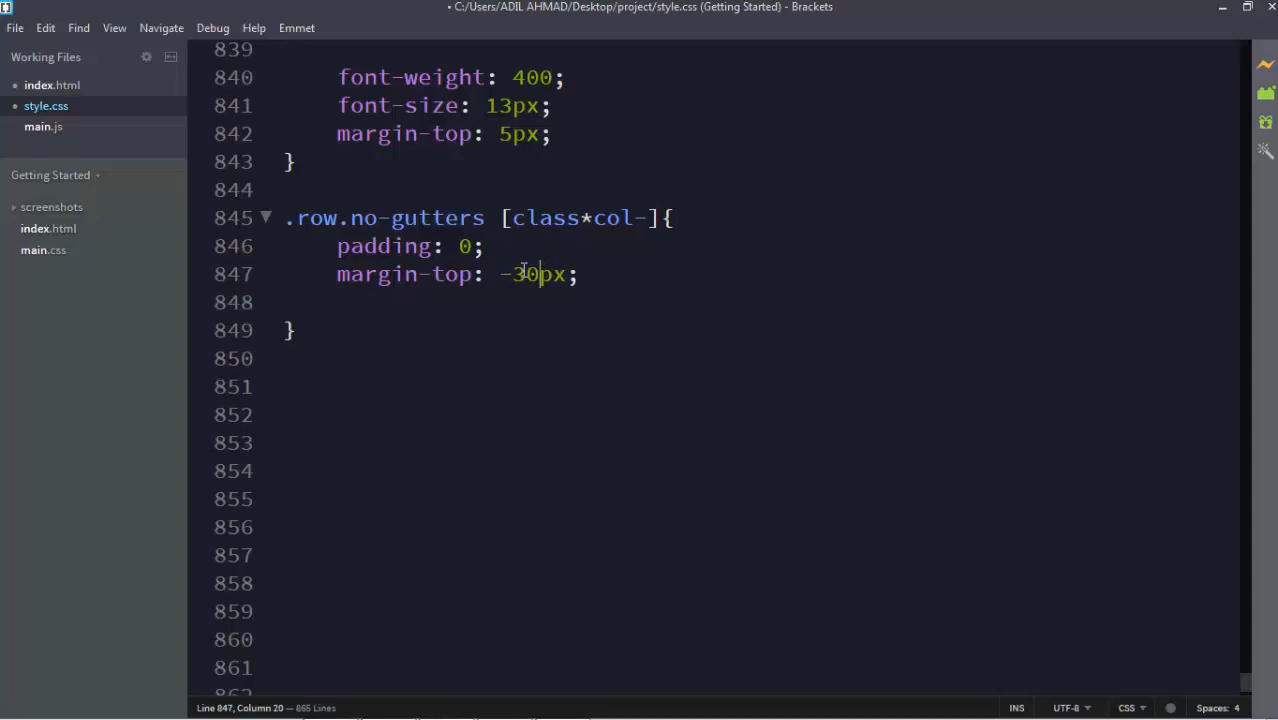 C:/Users/ADIL AHMAD/Desktop/project/style.css (Getting Started) - Brackets
File Edit Find View Navigate Debug Help Emmet
Working Files
index.html
style.css
main.js
Getting Started
screenshots
index.html
main.css
839
840 font-weight: 400;
841 font-size: 13px;
842 margin-top: 5px;
843 }
844
845 .row.no-gutters [class*col-]{
846 padding: 0;
847 margin-top: -30px;
848
849 }
850
851
852
853
854
855
856
857
858
859
860
861
862
Line 847, Column 20 — 865 Lines INS UTF-8 CSS Spaces: 4